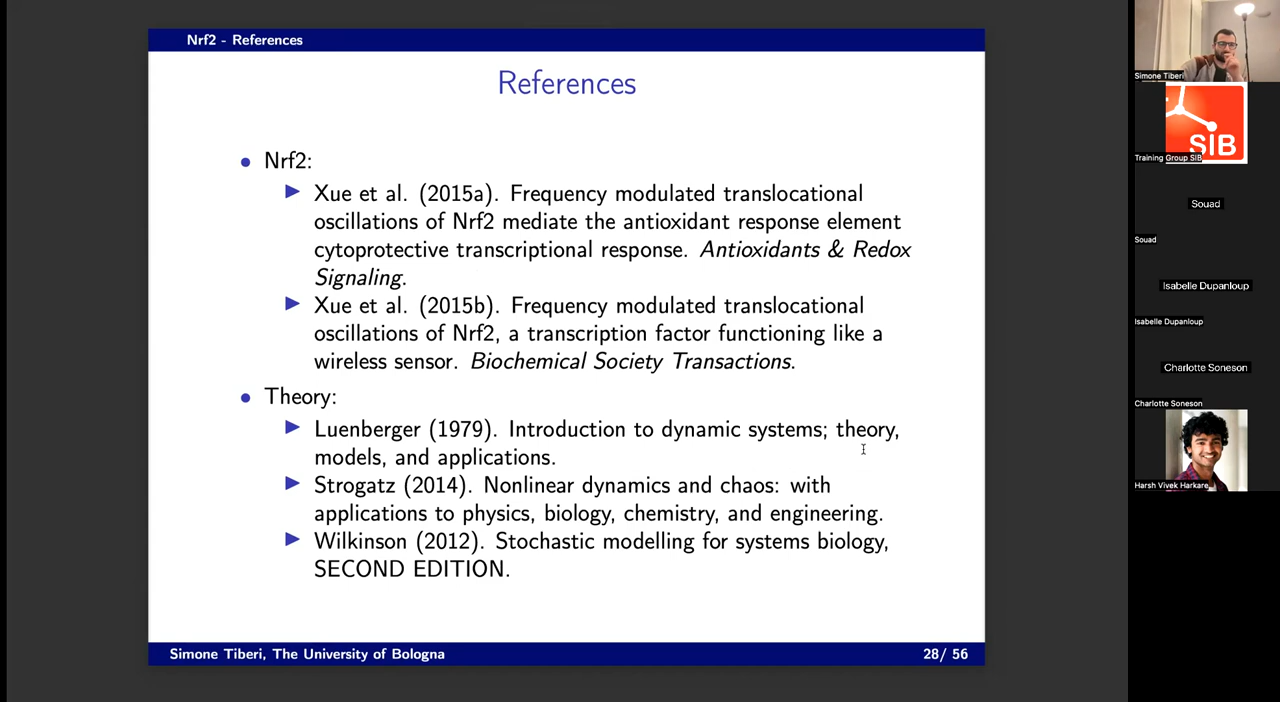 Nrf2 - References
References
Nrf2:
Xue et al. (2015a). Frequency modulated translocational
oscillations of Nrf2 mediate the antioxidant response element
cytoprotective transcriptional response. Antioxidants & Redox
Signaling.
Xue et al. (2015b). Frequency modulated translocational
oscillations of Nrf2, a transcription factor functioning like a
wireless sensor. Biochemical Society Transactions.
Theory:
Luenberger (1979). Introduction to dynamic systems; theory,
models, and applications.
Strogatz (2014). Nonlinear dynamics and chaos: with
applications to physics, biology, chemistry, and engineering.
Wilkinson (2012). Stochastic modelling for systems biology,
SECOND EDITION.
Simone Tiberi, The University of Bologna
28/ 56
Simone Tiberi
SIB
Training Group SIB
Souad
Souad
Isabelle Dupanloup
Isabelle Dupanloup
Charlotte Soneson
Charlotte Soneson
Harsh Vivek Harkare